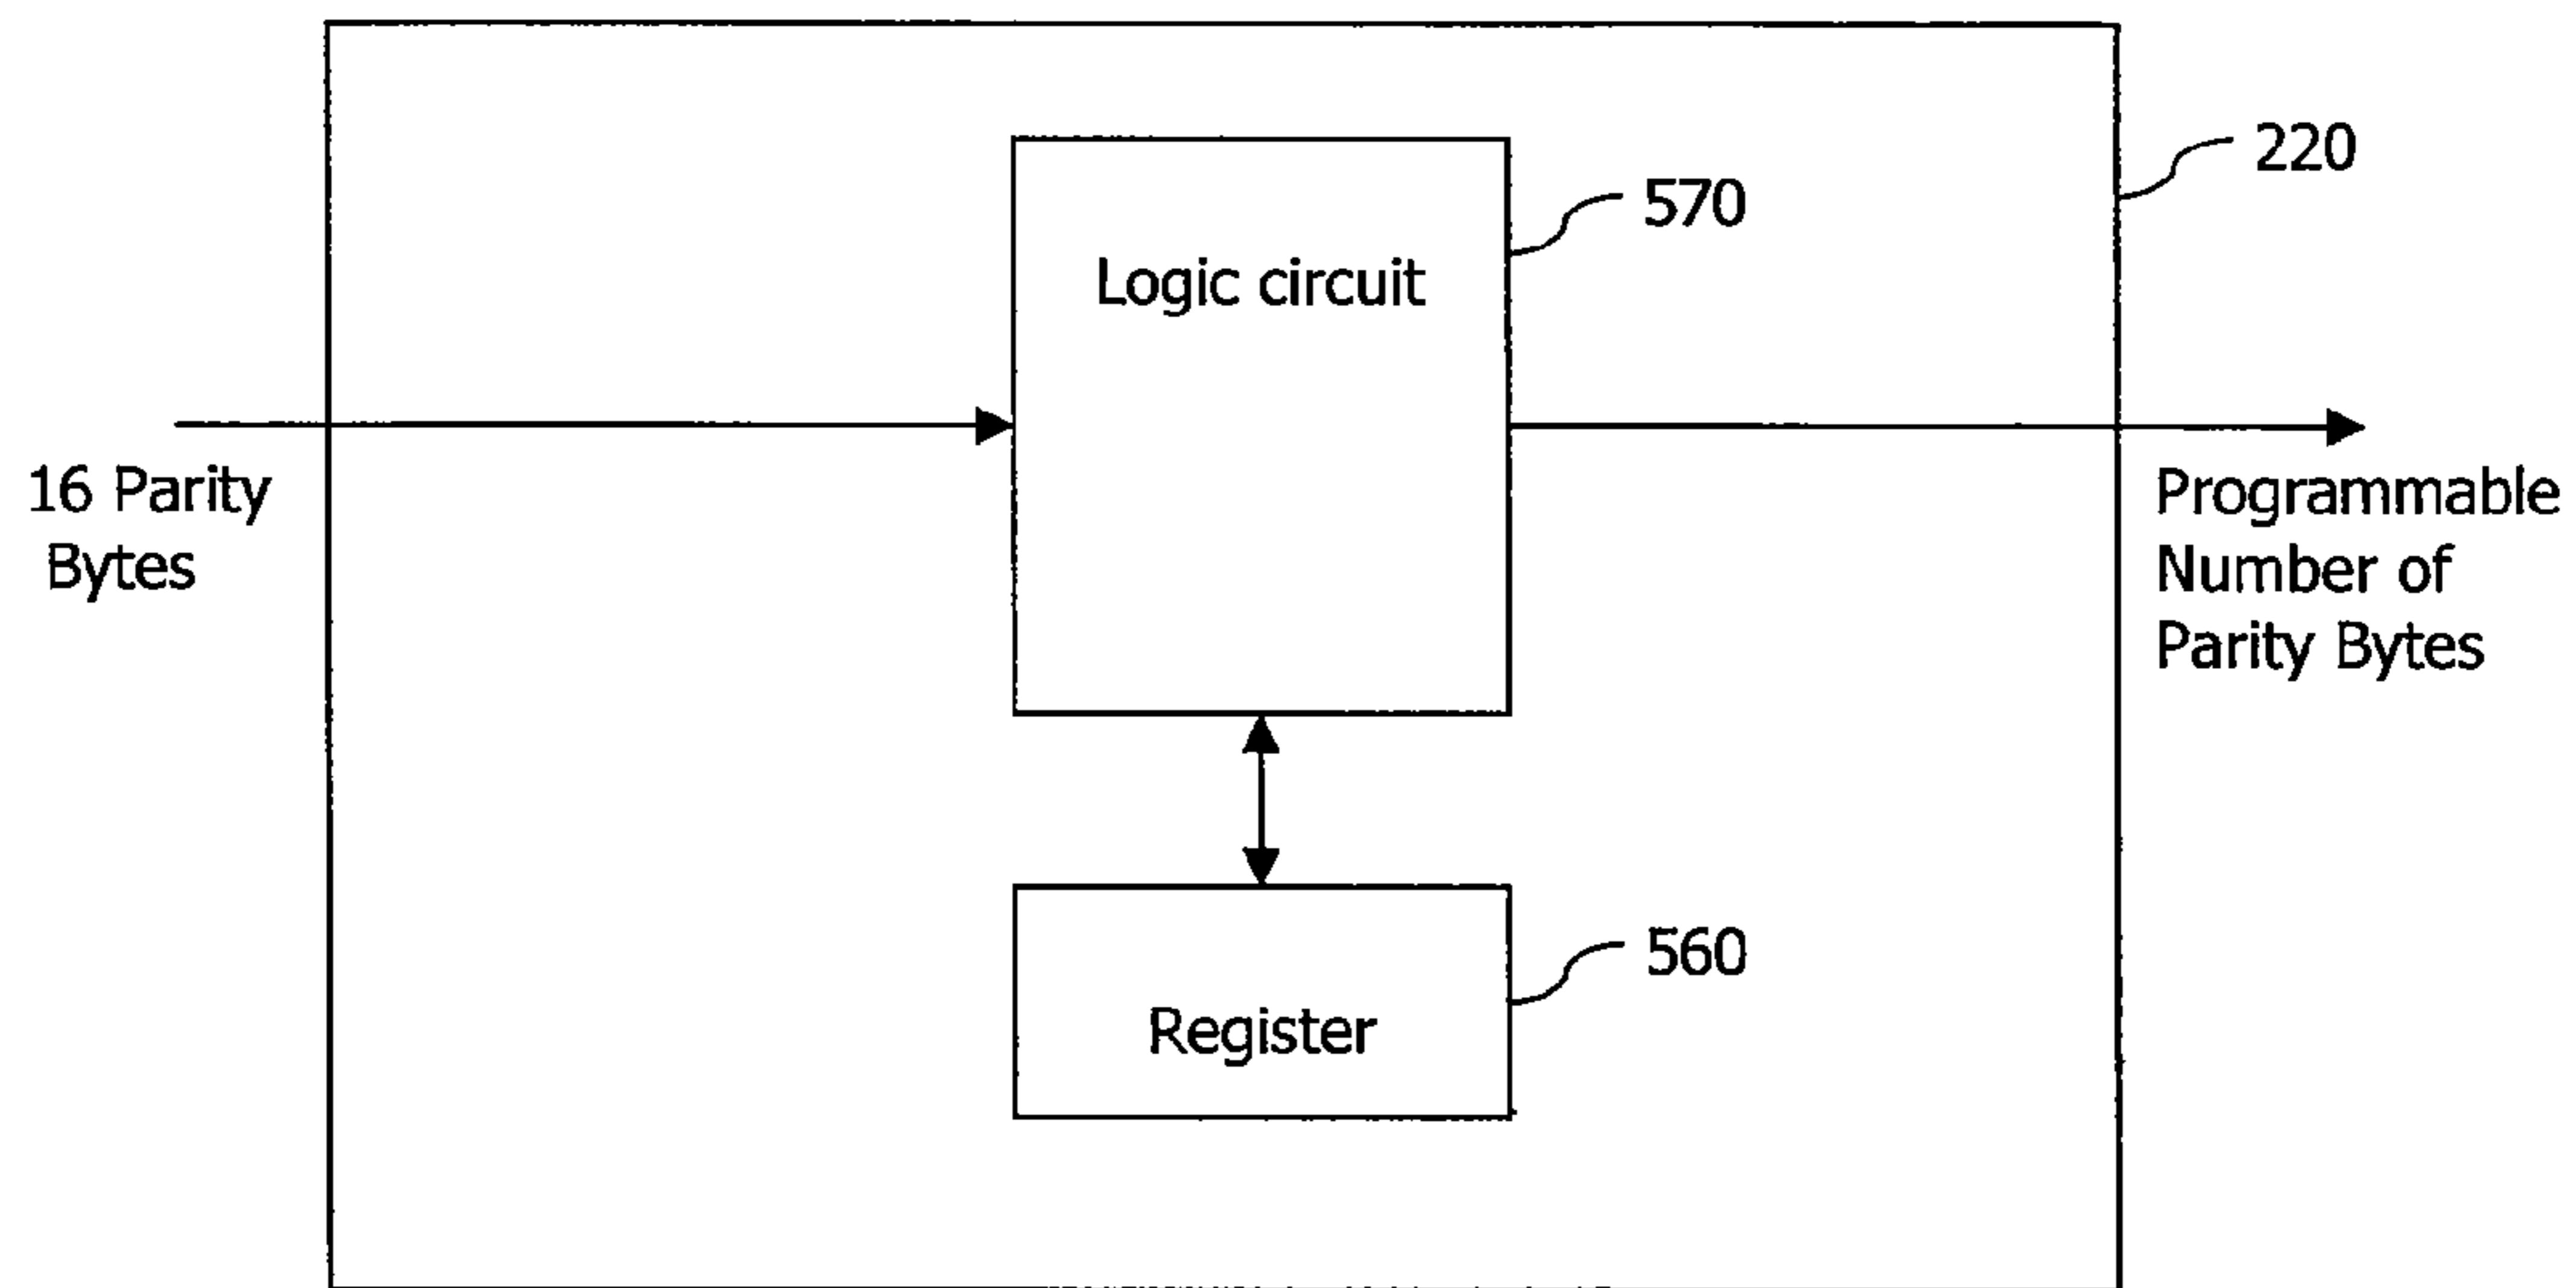 220
570
Logic circuit
16 Parity
Bytes
Programmable
Number of
Parity Bytes
560
Register